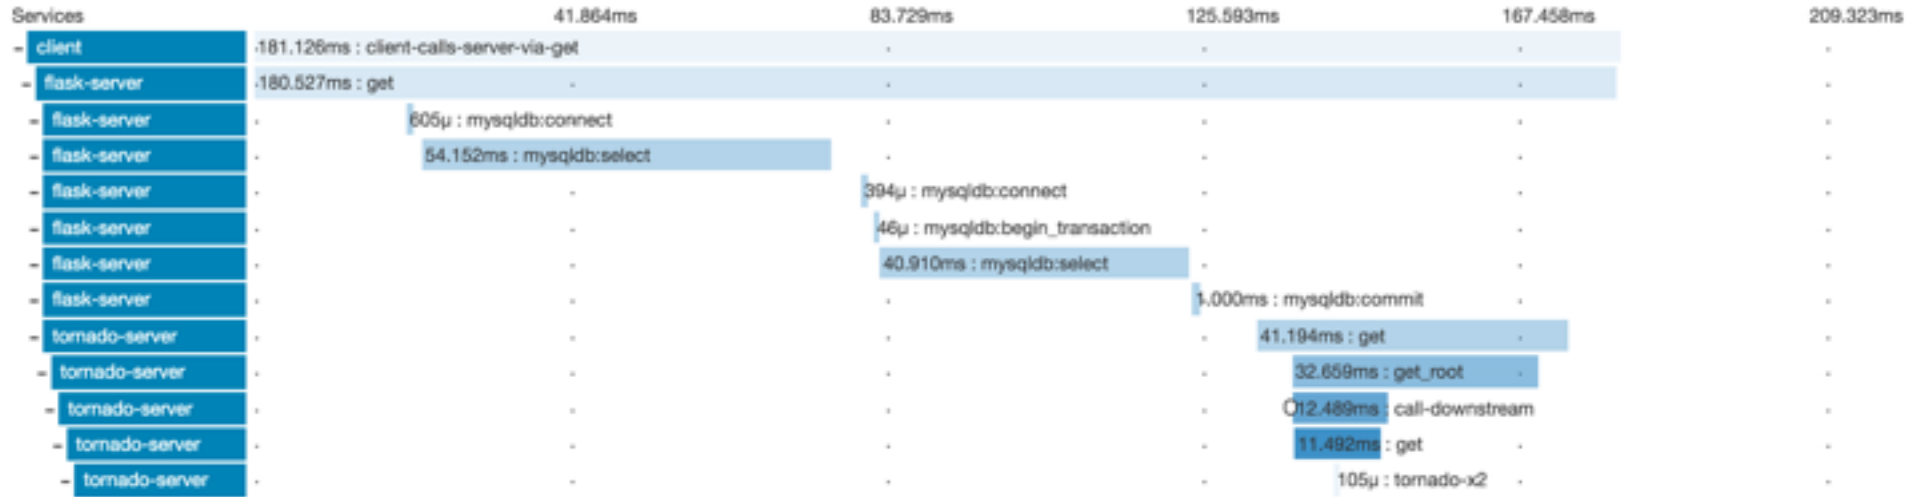 Services 41.864ms 83.729ms 125.593ms 167.458ms 209.323ms
- client 181.126ms : client-calls-server-via-get
- flask-server 180.527ms : get
- flask-server 605μ : mysqldb:connect
- flask-server 54.152ms : mysqldb:select
- flask-server 394μ : mysqldb:connect
- flask-server 46μ : mysqldb:begin_transaction
- flask-server 40.910ms : mysqldb:select
- flask-server 1.000ms : mysqldb:commit
- tornado-server 41.194ms : get
- tornado-server 32.659ms : get_root
- tornado-server 12.489ms : call-downstream
- tornado-server 11.492ms : get
- tornado-server 105μ : tornado-x2